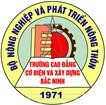 BỘ NÔNG NGHIỆP VÀ PHÁT TRIỂN NÔNG THÔN
TRƯỜNG CAO ĐẲNG
CƠ ĐIỆN VÀ XÂY DỰNG
BẮC NINH
1971